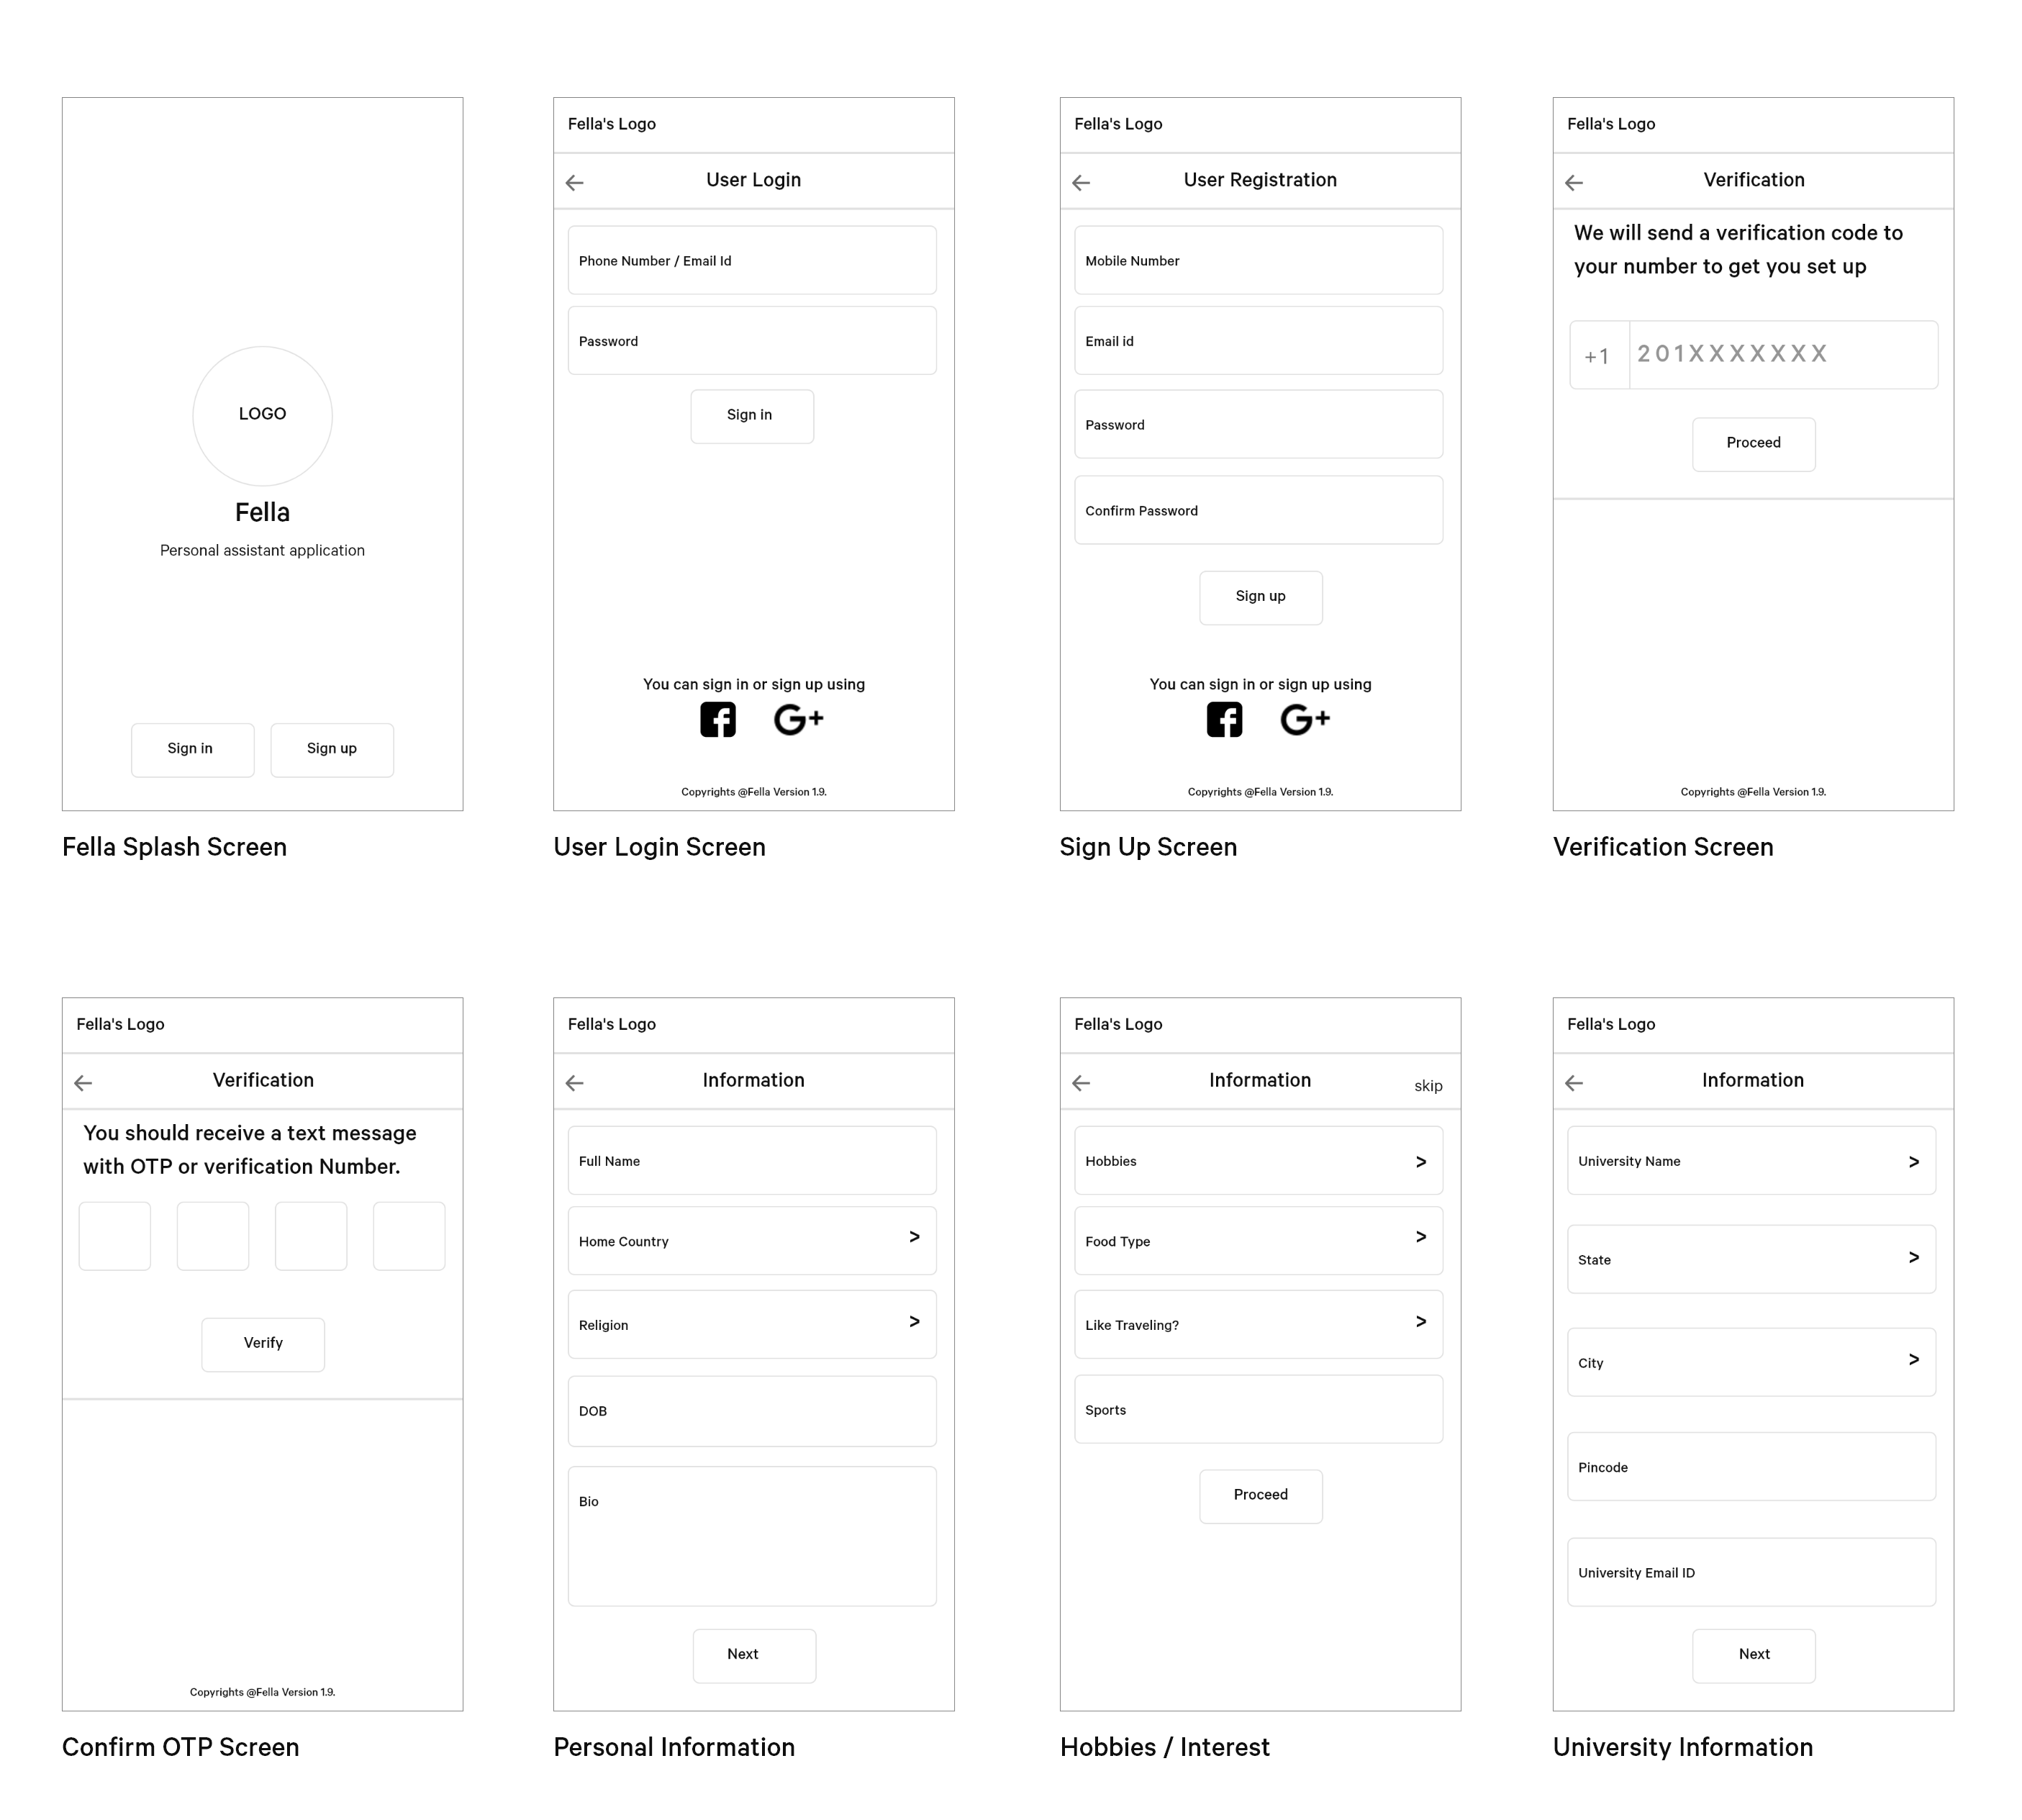 LOGO
Fella
Personal assistant application
Sign in
Sign up
Fella Splash Screen
Fella's Logo
User Login
Phone Number / Email Id
Password
Sign in
You can sign in or sign up using
G+
Copyrights @Fella Version 1.9.
User Login Screen
Fella's Logo
User Registration
Mobile Number
Email id
Password
Confirm Password
Sign up
You can sign in or sign up using
G+
Copyrights @Fella Version 1.9.
Sign Up Screen
Fella's Logo
Verification
We will send a verification code to
your number to get you set up
+1
201XXXXXXX
Proceed
Copyrights @Fella Version 1.9.
Verification Screen
Fella's Logo
Verification
You should receive a text message
with OTP or verification Number.
Verify
Copyrights @Fella Version 1.9.
Confirm OTP Screen
Fella's Logo
Information
Full Name
Home Country >
Religion >
DOB
Bio
Next
Personal Information
Fella's Logo
Information
skip
Hobbies >
Food Type >
Like Traveling? >
Sports
Proceed
Hobbies / Interest
Fella's Logo
Information
University Name >
State >
City >
Pincode
University Email ID
Next
University Information